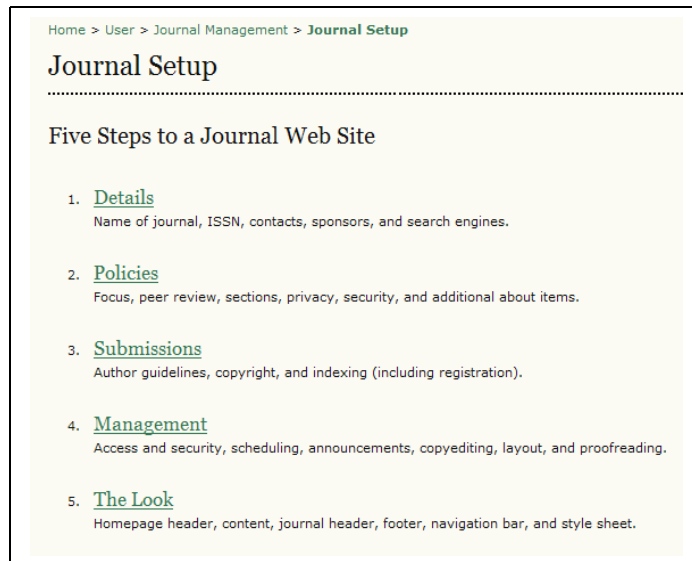 Home > User > Journal Management > Journal Setup
Journal Setup
Five Steps to a Journal Web Site
1. Details
Name of journal, ISSN, contacts, sponsors, and search engines.
2. Policies
Focus, peer review, sections, privacy, security, and additional about items.
3. Submissions
Author guidelines, copyright, and indexing (including registration).
4. Management
Access and security, scheduling, announcements, copyediting, layout, and proofreading.
5. The Look
Homepage header, content, journal header, footer, navigation bar, and style sheet.